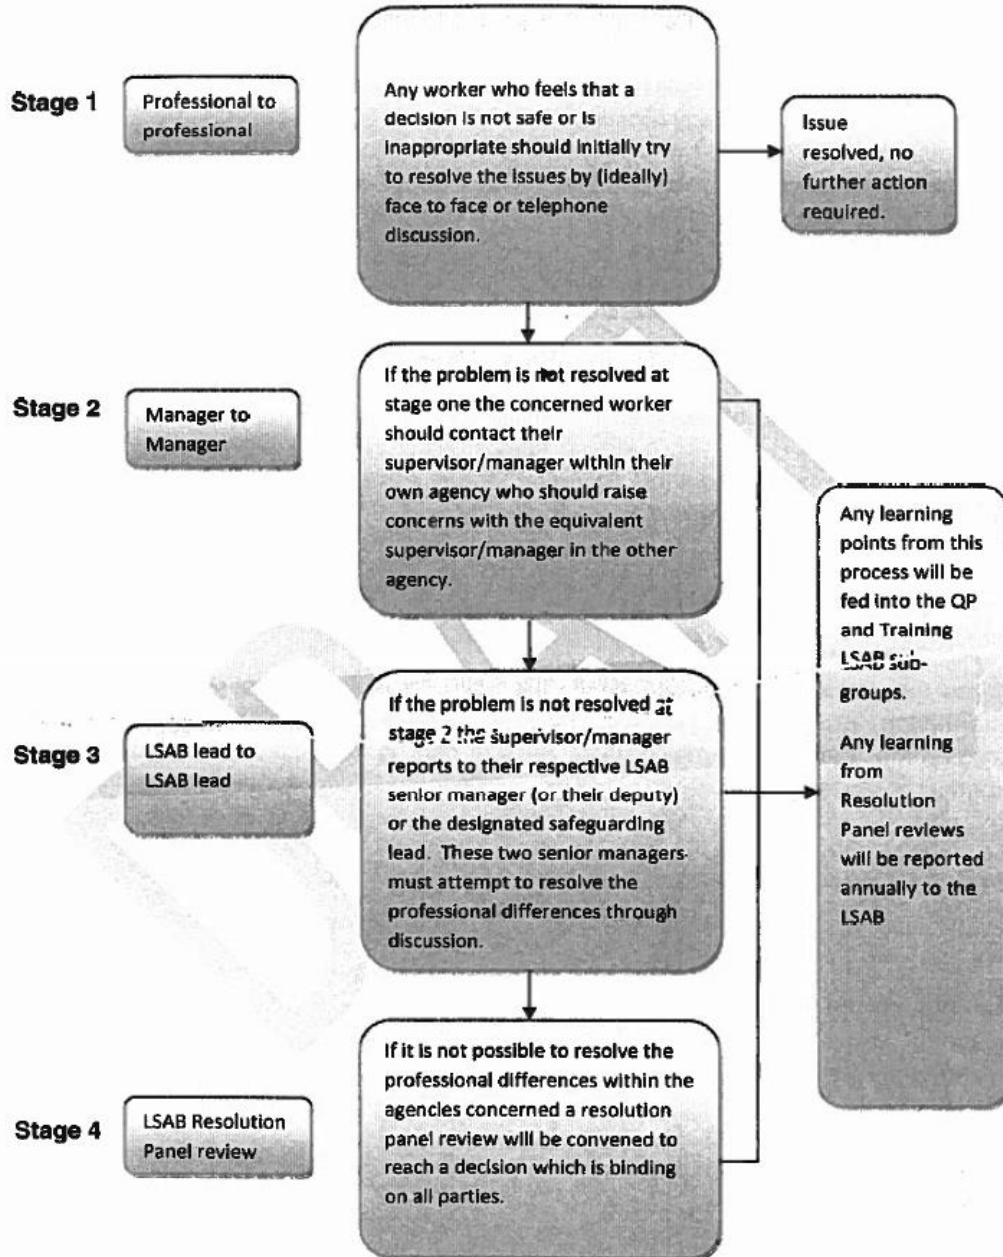 Stage 1
Professional to
professional
Any worker who feels that a
decision is not safe or is
inappropriate should initially try
to resolve the issues by (ideally)
face to face or telephone
discussion.
Issue
resolved, no
further action
required.
Stage 2
Manager to
Manager
If the problem is not resolved at
stage one the concerned worker
should contact their
supervisor/manager within their
own agency who should raise
concerns with the equivalent
supervisor/manager in the other
agency.
Stage 3
LSAB lead to
LSAB lead
If the problem is not resolved at
stage 2 the supervisor/manager
reports to their respective LSAB
senior manager (or their deputy)
or the designated safeguarding
lead. These two senior managers
must attempt to resolve the
professional differences through
discussion.
Any learning
points from this
process will be
fed into the QP
and Training
LSAB sub-
groups.
Any learning
from
Resolution
Panel reviews
will be reported
annually to the
LSAB
Stage 4
LSAB Resolution
Panel review
If it is not possible to resolve the
professional differences within the
agencies concerned a resolution
panel review will be convened to
reach a decision which is binding
on all parties.
DRAFT